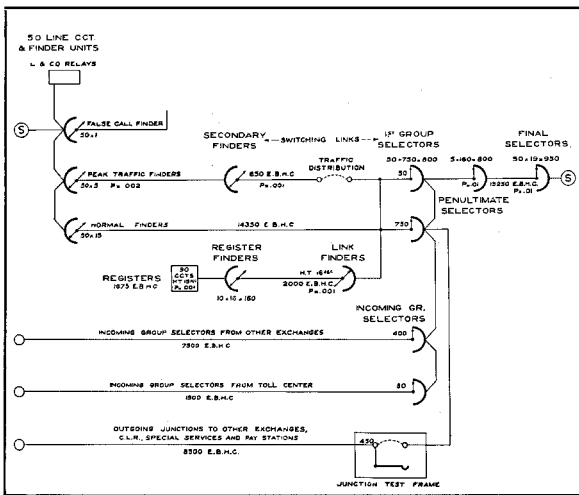 50 LINE CCT.
& FINDER UNITS
L & CO RELAYS
S
FALSE CALL FINDER
50×1
SECONDARY
FINDERS
SWITCHING LINKS
TRAFFIC
DISTRIBUTION
1ST GROUP
SELECTORS
50+750=800
50
FINAL
SELECTORS
50×19=950
5×160=800
P=.01
15250 E.B.H.C.
P=.01
S
PENULTIMATE
SELECTORS
PEAK TRAFFIC FINDERS
50×5 P=.002
650 E.B.H.C
P=.001
NORMAL FINDERS
50×15
14350 E.B.H.C
750
REGISTER
FINDERS
LINK
FINDERS
REGISTERS
1675 E.B.H.C
90
CCTS
P=.001
10×16=160
2000 E.B.H.C
P=.001
INCOMING GR.
SELECTORS
INCOMING GROUP SELECTORS FROM OTHER EXCHANGES
7500 E.B.H.C
400
INCOMING GROUP SELECTORS FROM TOLL CENTER
1500 E.B.H.C
80
OUTGOING JUNCTIONS TO OTHER EXCHANGES,
C.L.R., SPECIAL SERVICES AND PAY STATIONS
8500 E.B.H.C.
450
JUNCTION TEST FRAME